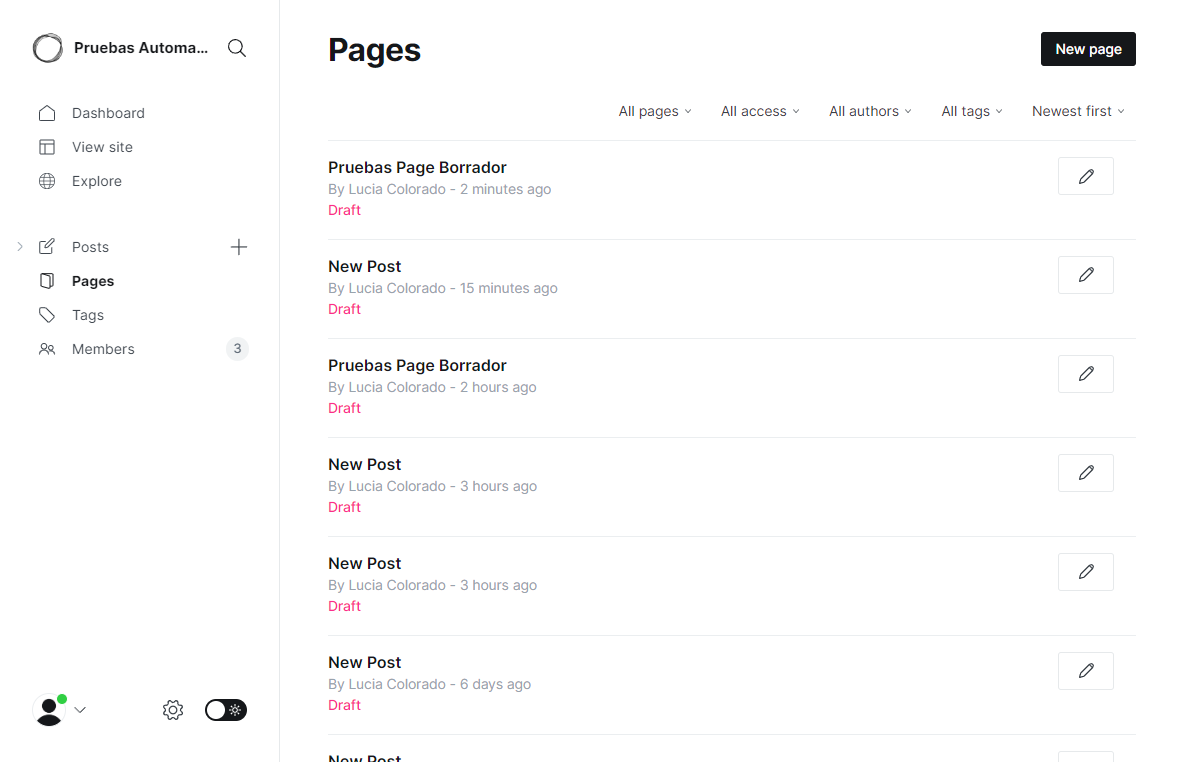 Pruebas Automa...
Dashboard
View site
Explore
Posts
Pages
Tags
Members
3
Pages
New page
All pages
All access
All authors
All tags
Newest first
Pruebas Page Borrador
By Lucia Colorado - 2 minutes ago
Draft
New Post
By Lucia Colorado - 15 minutes ago
Draft
Pruebas Page Borrador
By Lucia Colorado - 2 hours ago
Draft
New Post
By Lucia Colorado - 3 hours ago
Draft
New Post
By Lucia Colorado - 3 hours ago
Draft
New Post
By Lucia Colorado - 6 days ago
Draft
New Post